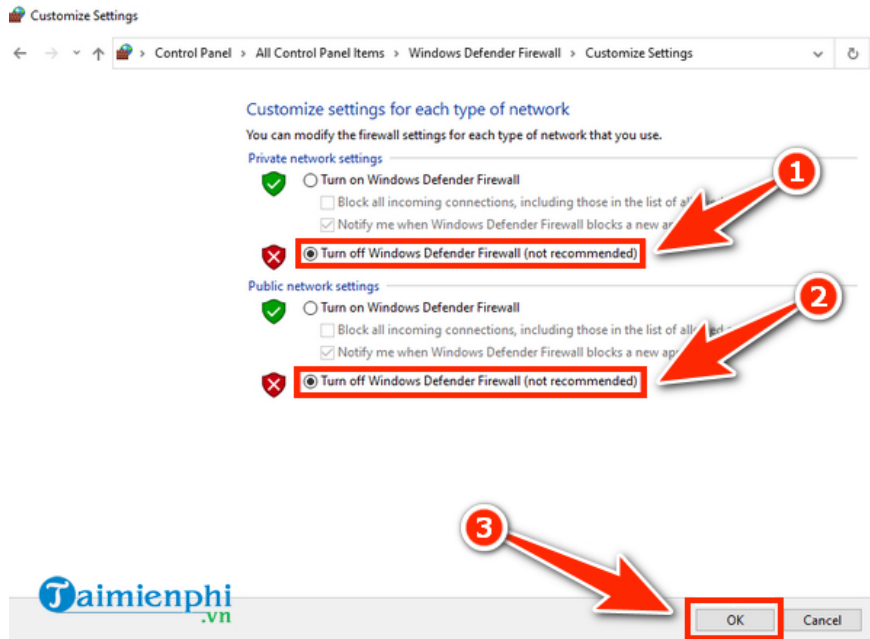 Customize Settings
Control Panel > All Control Panel Items > Windows Defender Firewall > Customize Settings
Customize settings for each type of network
You can modify the firewall settings for each type of network that you use.
Private network settings
Turn on Windows Defender Firewall
Block all incoming connections, including those in the list of
Notify me when Windows Defender Firewall blocks a new
1
Turn off Windows Defender Firewall (not recommended)
Public network settings
Turn on Windows Defender Firewall
2
Block all incoming connections, including those in the list of
Notify me when Windows Defender Firewall blocks a new
Turn off Windows Defender Firewall (not recommended)
3
Taimienphi
.vn
OK Cancel